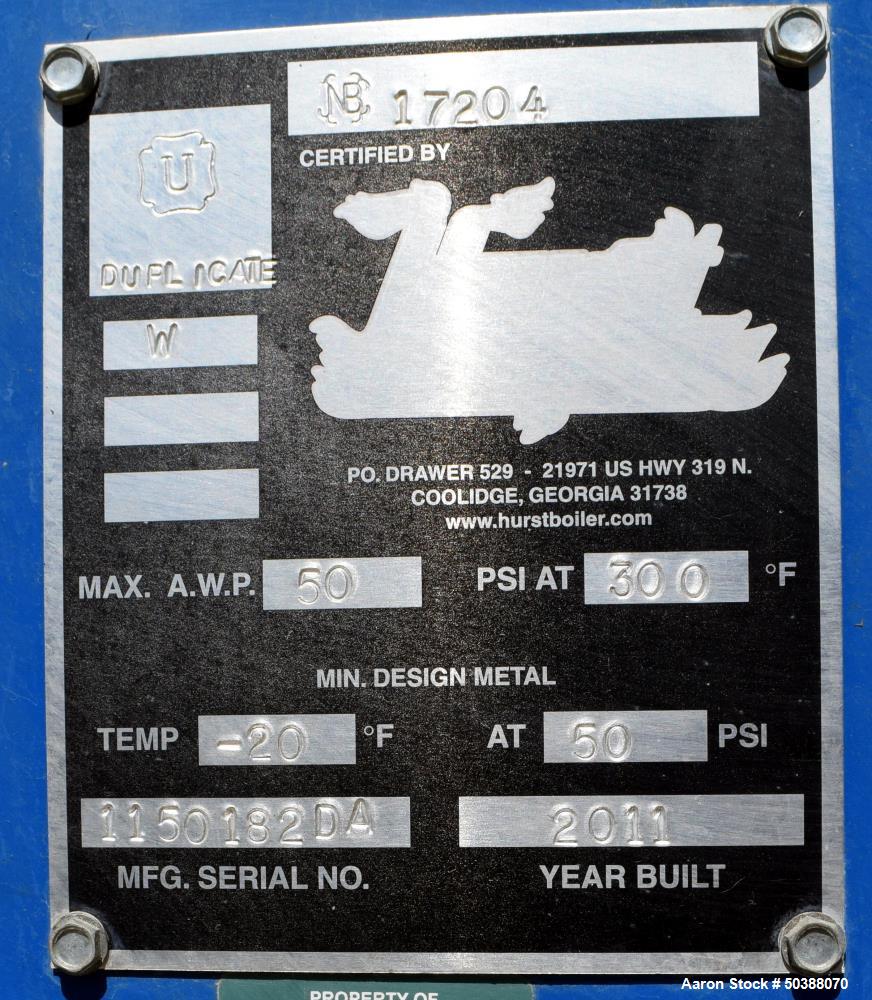 NB 17204
CERTIFIED BY
U
DUPLICATE
W
PO. DRAWER 529 - 21971 US HWY 319 N.
COOLIDGE, GEORGIA 31738
www.hurstboiler.com
MAX. A.W.P. 50 PSI AT 300 °F
MIN. DESIGN METAL
TEMP -20 °F AT 50 PSI
1150182DA 2011
MFG. SERIAL NO. YEAR BUILT
PROPERTY OF
Aaron Stock # 50388070